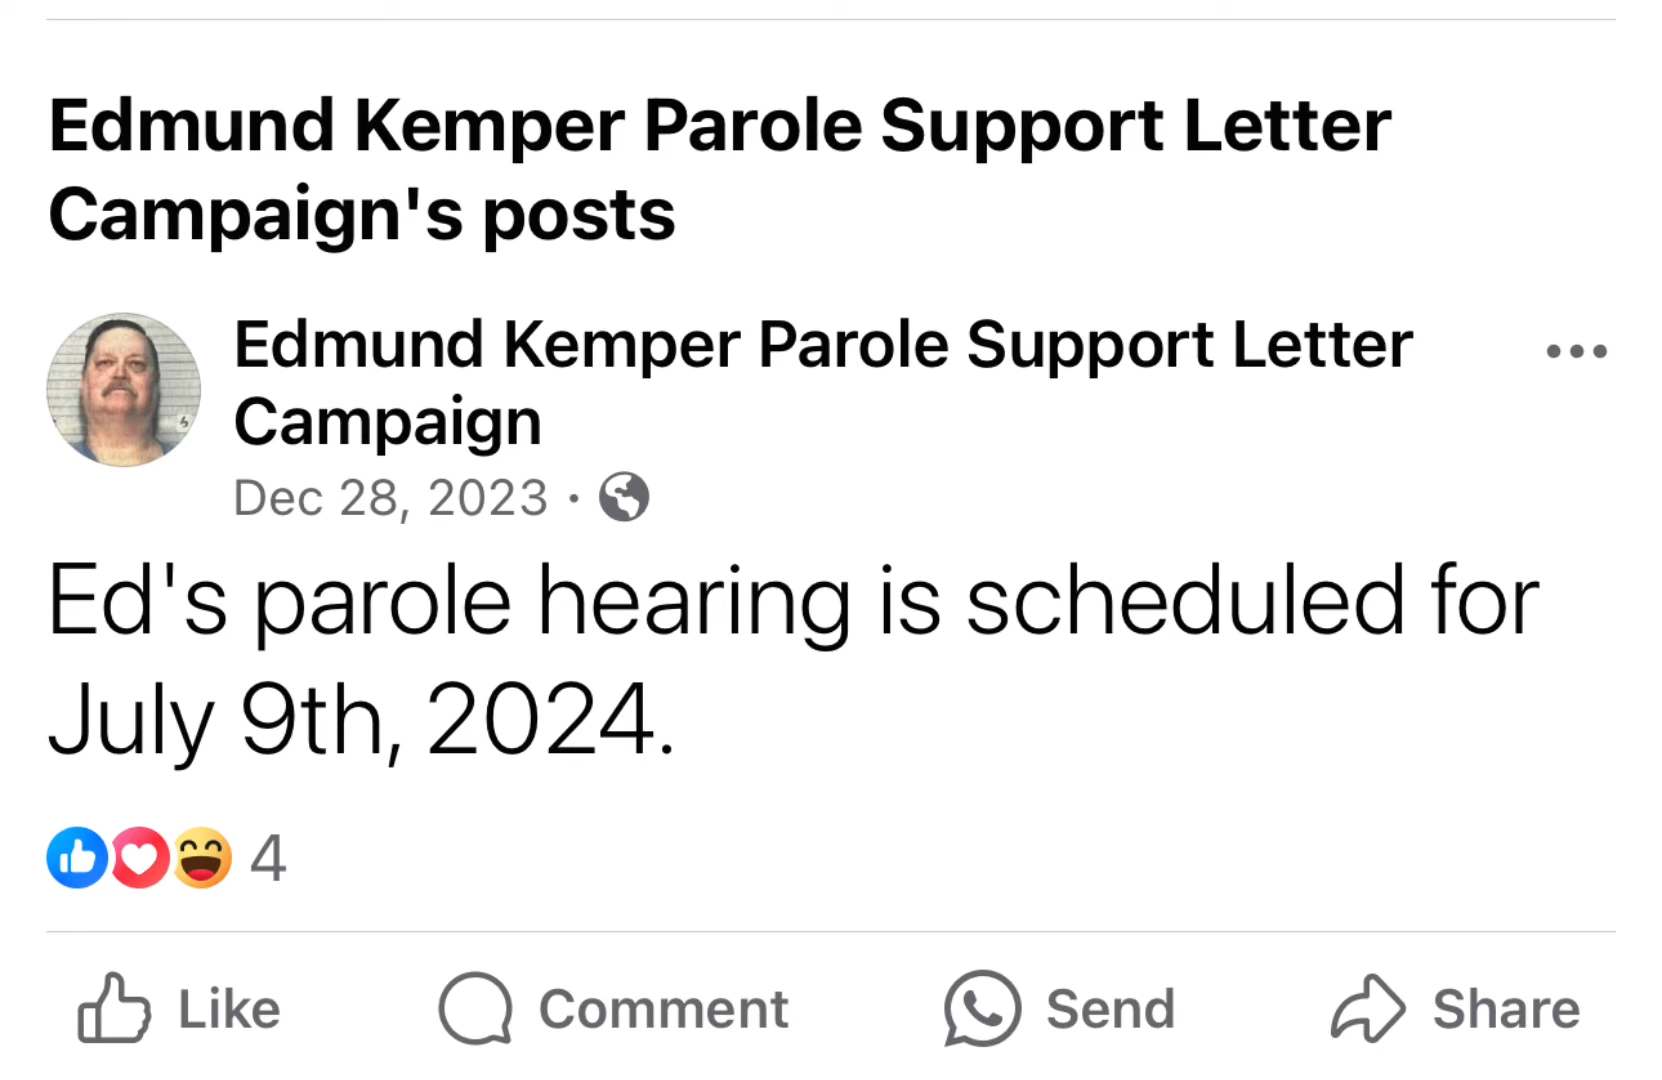 Edmund Kemper Parole Support Letter
Campaign's posts
Edmund Kemper Parole Support Letter
Campaign
Dec 28, 2023 ·
Ed's parole hearing is scheduled for
July 9th, 2024.
4
Like Comment Send Share